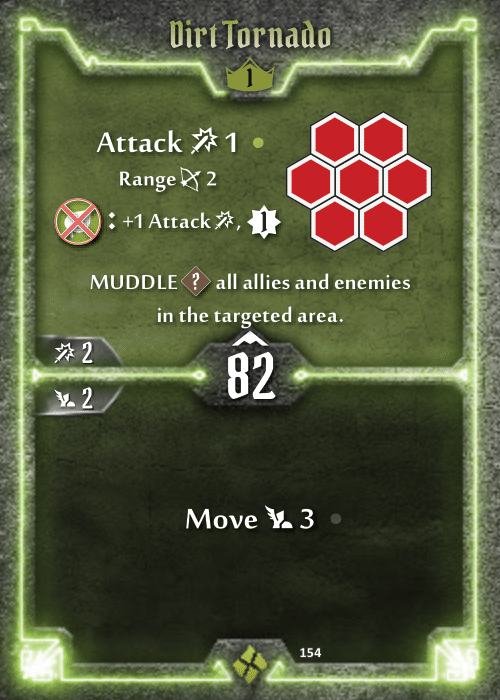 Dirt Tornado
1
Attack 1
Range 2
: +1 Attack , 1
MUDDLE ? all allies and enemies
in the targeted area.
2
82
2
Move 3
154